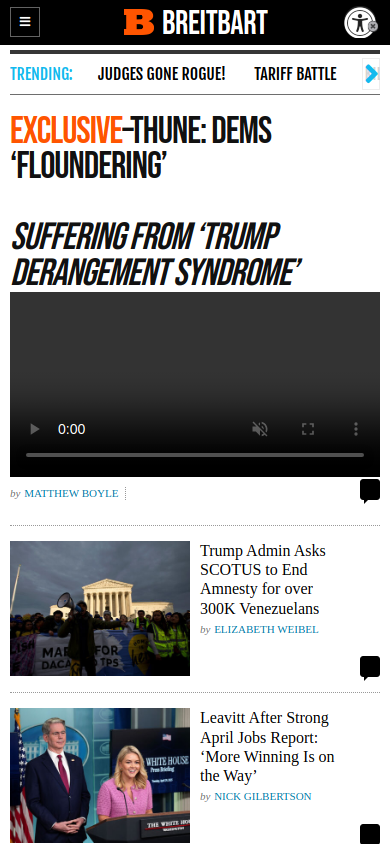 BREITBART
TRENDING:
JUDGES GONE ROGUE!
TARIFF BATTLE
EXCLUSIVE–THUNE: DEMS
‘FLOUNDERING’
SUFFERING FROM ‘TRUMP
DERANGEMENT SYNDROME’
0:00
by MATTHEW BOYLE
Trump Admin Asks
SCOTUS to End
Amnesty for over
300K Venezuelans
by ELIZABETH WEIBEL
MARCH FOR
DACA AND TPS
Leavitt After Strong
April Jobs Report:
‘More Winning Is on
the Way’
by NICK GILBERTSON
WHITE HOUSE
Press Briefing
THE WHITE HOUSE